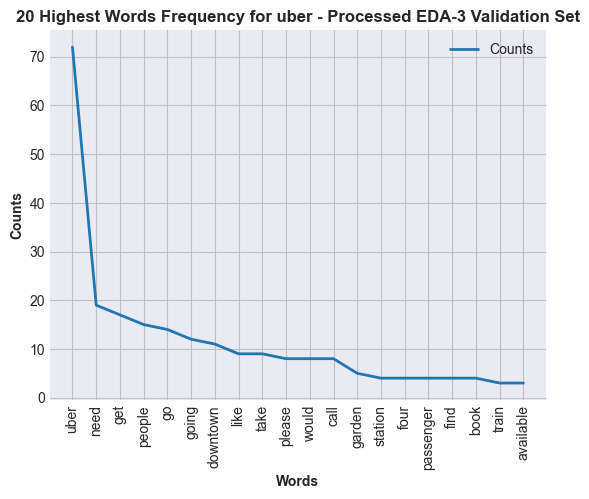 20 Highest Words Frequency for uber - Processed EDA-3 Validation Set
Counts
70
60
50
40
30
20
10
0
Counts
uber
need
get
people
go
going
downtown
like
take
please
would
call
garden
station
four
passenger
find
book
train
available
Words